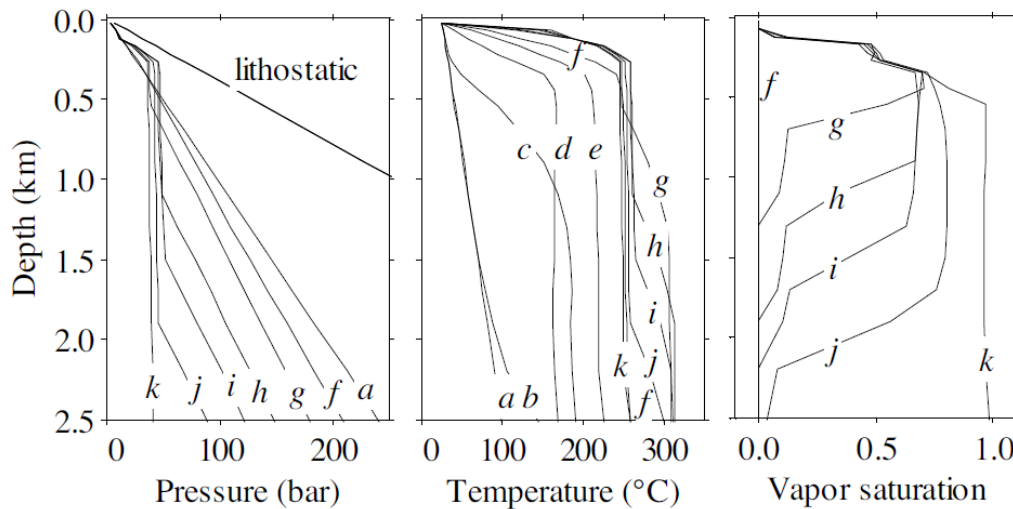 0.0
0.5
1.0
1.5
2.0
2.5
Depth (km)
lithostatic
k j i h g f a
0 100 200
Pressure (bar)
f
c d e
g
h
i
k j
a b f
0 100 200 300
Temperature (°C)
f
g
h
i
j k
0.0 0.5 1.0
Vapor saturation